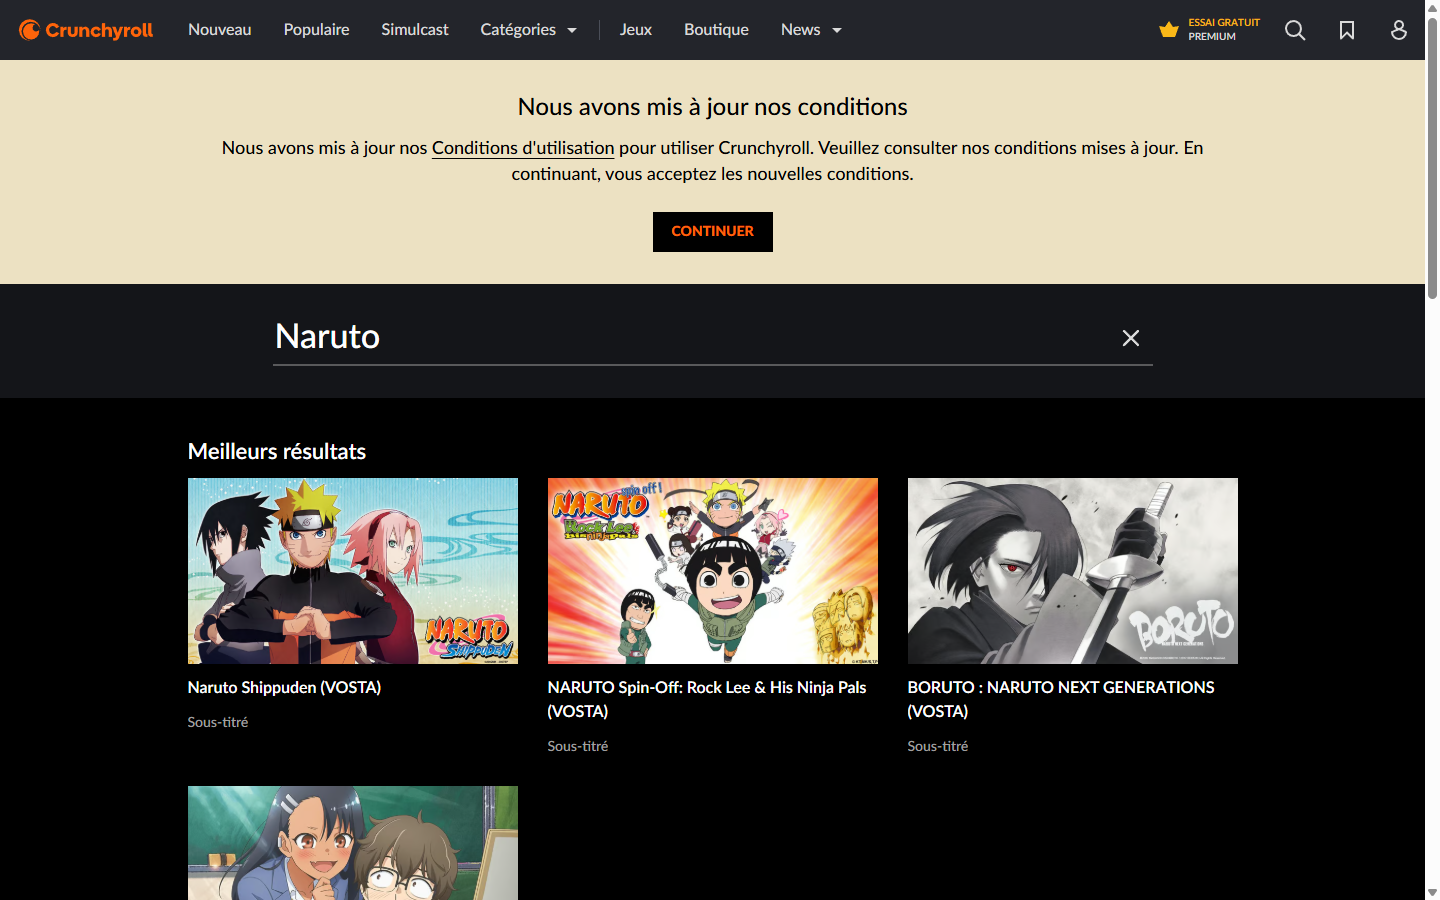 Crunchyroll
Nouveau
Populaire
Simulcast
Catégories
Jeux
Boutique
News
ESSAI GRATUIT
PREMIUM
Nous avons mis à jour nos conditions
Nous avons mis à jour nos Conditions d'utilisation pour utiliser Crunchyroll. Veuillez consulter nos conditions mises à jour. En
continuant, vous acceptez les nouvelles conditions.
CONTINUER
Naruto
Meilleurs résultats
NARUTO
SHIPPUDEN
spin off!
NARUTO
Rock Lee
His Ninja Pals
BORUTO
Naruto Shippuden (VOSTA)
Sous-titré
NARUTO Spin-Off: Rock Lee & His Ninja Pals
(VOSTA)
Sous-titré
BORUTO : NARUTO NEXT GENERATIONS
(VOSTA)
Sous-titré